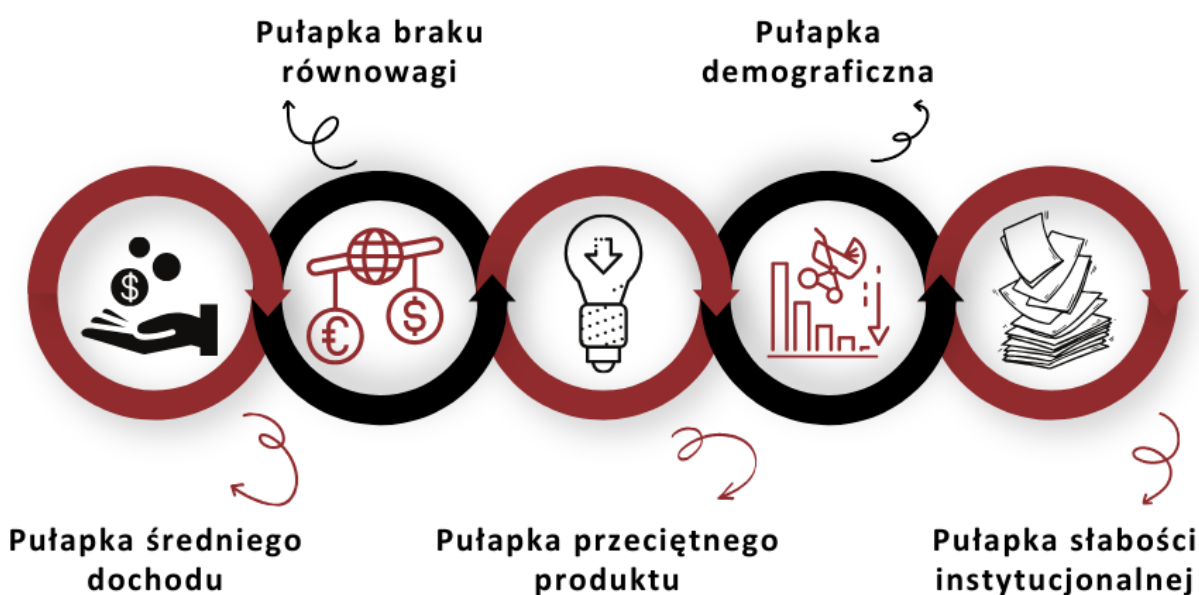 Pułapka braku
równowagi
Pułapka
demograficzna
$
€
$
Pułapka średniego
dochodu
Pułapka przeciętnego
produktu
Pułapka słabości
instytucjonalnej